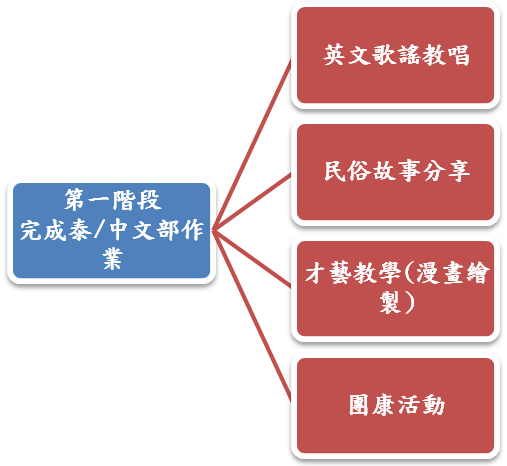 第一階段
完成泰/中文部作
業
英文歌謠教唱
民俗故事分享
才藝教學(漫畫繪
製)
團康活動